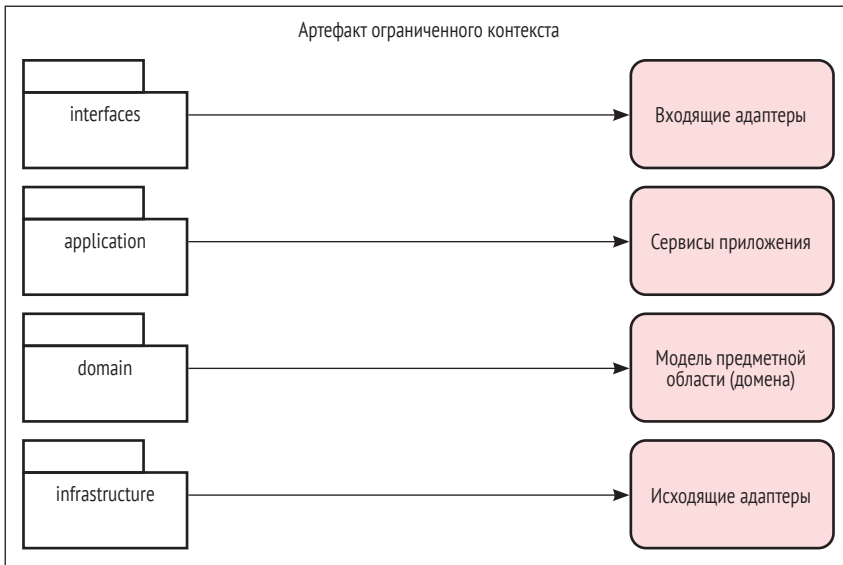 Артефакт ограниченного контекста
interfaces
Входящие адаптеры
application
Сервисы приложения
domain
Модель предметной
области (домена)
infrastructure
Исходящие адаптеры